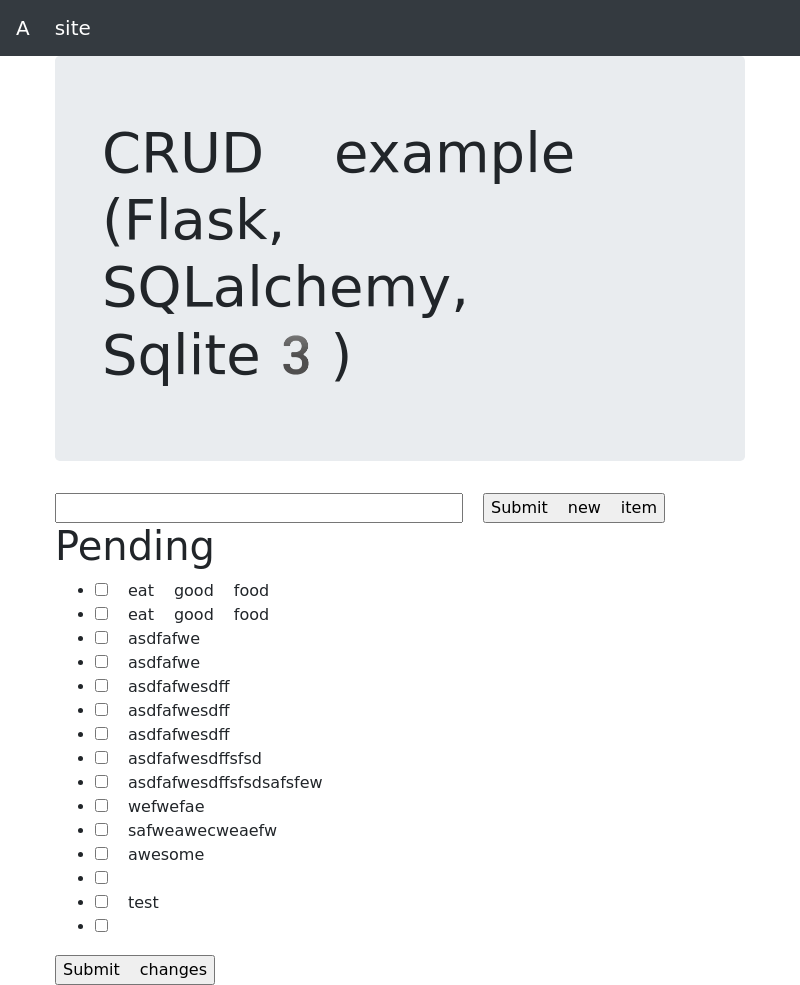 A site
CRUD example
(Flask,
SQLalchemy,
Sqlite 3 )
Submit new item
Pending
eat good food
eat good food
asdfafwe
asdfafwe
asdfafwesdff
asdfafwesdff
asdfafwesdff
asdfafwesdffsfsd
asdfafwesdffsfsdsafsfew
wefwefae
safweawecweaefw
awesome
test
Submit changes